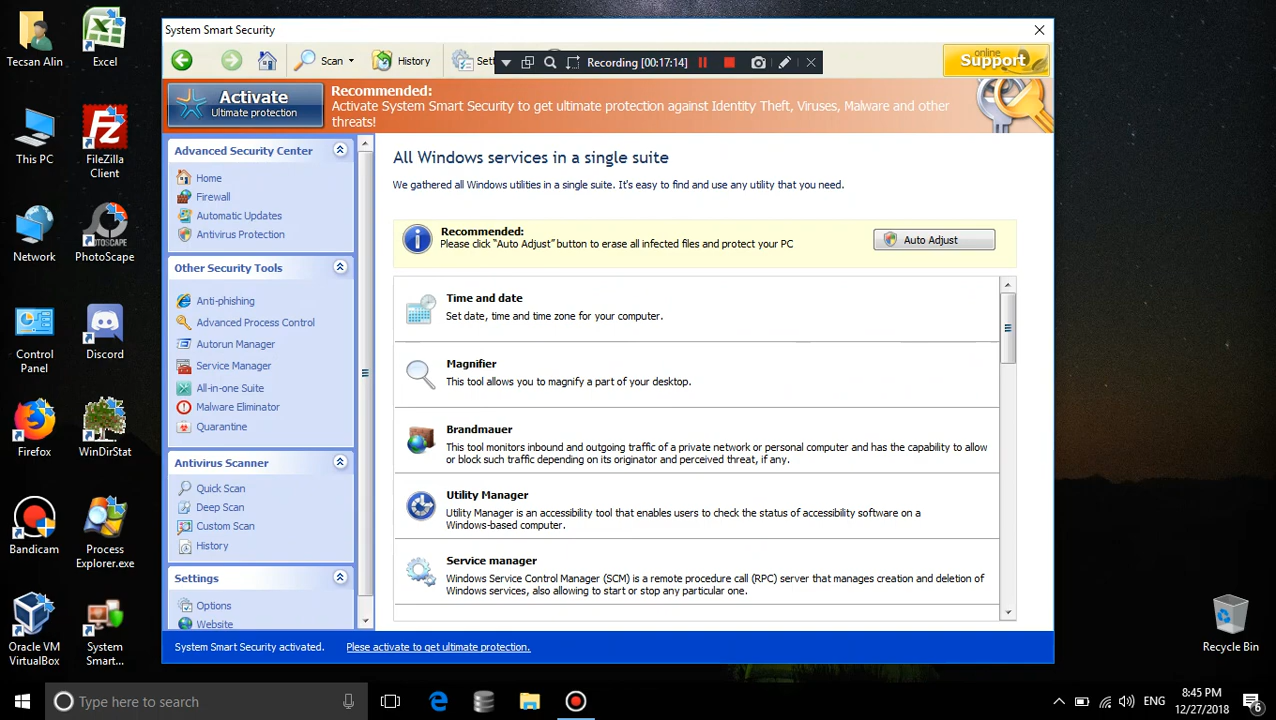 Tecsan Alin
Excel
This PC
FileZilla
Client
Network
PhotoScape
Control
Panel
Discord
Firefox
WinDirStat
Bandicam
Process
Explorer.exe
Oracle VM
VirtualBox
System
Smart...
System Smart Security
Scan
History
Recording [00:17:14]
online
Support
Activate
Ultimate protection
Recommended:
Activate System Smart Security to get ultimate protection against Identity Theft, Viruses, Malware and other
threats!
Advanced Security Center
Home
Firewall
Automatic Updates
Antivirus Protection
Other Security Tools
Anti-phishing
Advanced Process Control
Autorun Manager
Service Manager
All-in-one Suite
Malware Eliminator
Quarantine
Antivirus Scanner
Quick Scan
Deep Scan
Custom Scan
History
Settings
Options
Website
All Windows services in a single suite
We gathered all Windows utilities in a single suite. It's easy to find and use any utility that you need.
Recommended:
Please click "Auto Adjust" button to erase all infected files and protect your PC
Auto Adjust
Time and date
Set date, time and time zone for your computer.
Magnifier
This tool allows you to magnify a part of your desktop.
Brandmauer
This tool monitors inbound and outgoing traffic of a private network or personal computer and has the capability to allow
or block such traffic depending on its originator and perceived threat, if any.
Utility Manager
Utility Manager is an accessibility tool that enables users to check the status of accessibility software on a
Windows-based computer.
Service manager
Windows Service Control Manager (SCM) is a remote procedure call (RPC) server that manages creation and deletion of
Windows services, also allowing to start or stop any particular one.
System Smart Security activated. Plese activate to get ultimate protection.
Recycle Bin
Type here to search
ENG
8:45 PM
12/27/2018
6